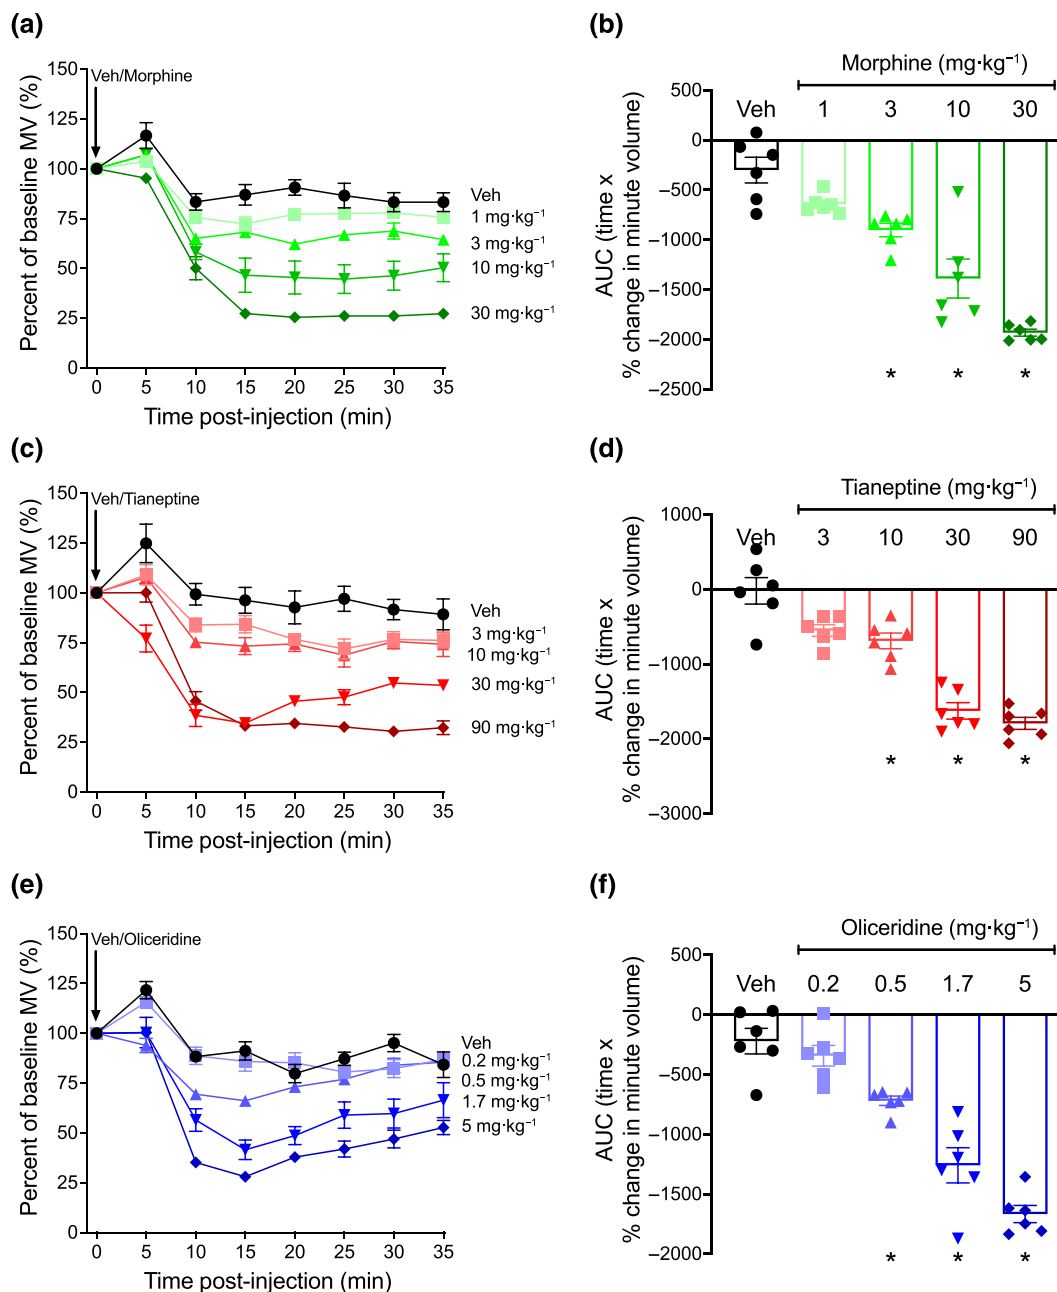 (a)
Percent of baseline MV (%)
150
125
100
75
50
25
0
Veh/Morphine
Veh
1 mg·kg⁻¹
3 mg·kg⁻¹
10 mg·kg⁻¹
30 mg·kg⁻¹
0 5 10 15 20 25 30 35
Time post-injection (min)
(b)
Morphine (mg·kg⁻¹)
Veh 1 3 10 30
AUC (time x
% change in minute volume)
500
0
−500
−1000
−1500
−2000
−2500
* * *
(c)
Percent of baseline MV (%)
150
125
100
75
50
25
0
Veh/Tianeptine
Veh
3 mg·kg⁻¹
10 mg·kg⁻¹
30 mg·kg⁻¹
90 mg·kg⁻¹
0 5 10 15 20 25 30 35
Time post-injection (min)
(d)
Tianeptine (mg·kg⁻¹)
Veh 3 10 30 90
AUC (time x
% change in minute volume)
1000
0
−1000
−2000
−3000
* * *
(e)
Percent of baseline MV (%)
150
125
100
75
50
25
0
Veh/Oliceridine
Veh
0.2 mg·kg⁻¹
0.5 mg·kg⁻¹
1.7 mg·kg⁻¹
5 mg·kg⁻¹
0 5 10 15 20 25 30 35
Time post-injection (min)
(f)
Oliceridine (mg·kg⁻¹)
Veh 0.2 0.5 1.7 5
AUC (time x
% change in minute volume)
500
0
−500
−1000
−1500
−2000
* * *